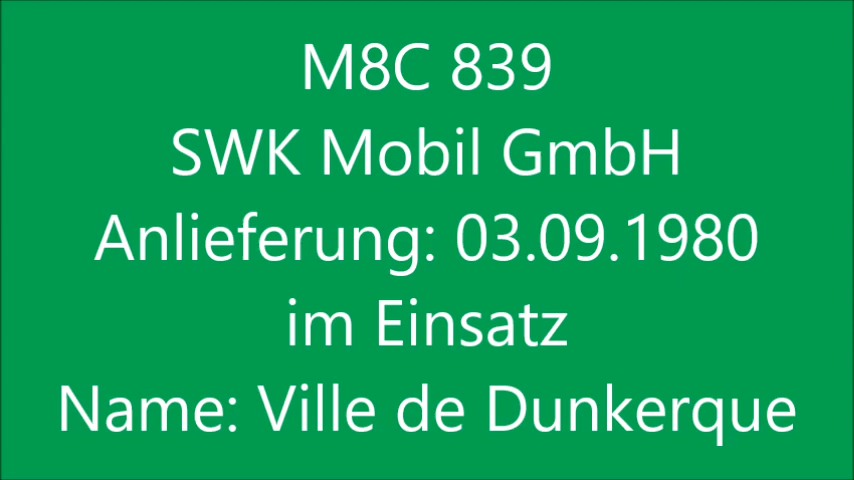 M8C 839
SWK Mobil GmbH
Anlieferung: 03.09.1980
im Einsatz
Name: Ville de Dunkerque